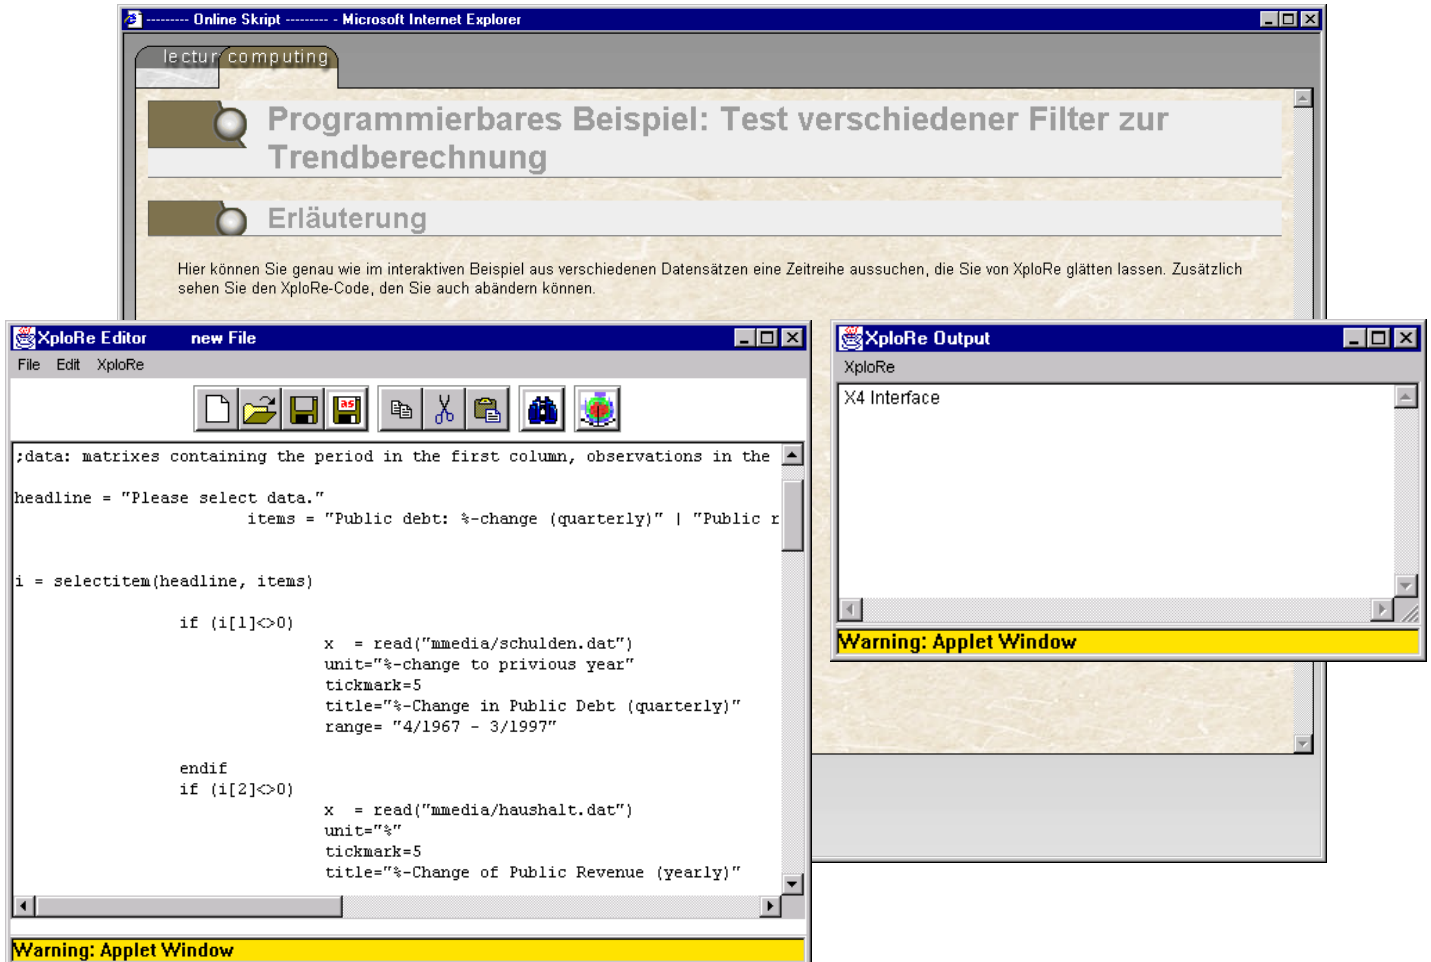 --------- Online Skript --------- - Microsoft Internet Explorer
lectur computing
Programmierbares Beispiel: Test verschiedener Filter zur
Trendberechnung
Erläuterung
Hier können Sie genau wie im interaktiven Beispiel aus verschiedenen Datensätzen eine Zeitreihe aussuchen, die Sie von XploRe glätten lassen. Zusätzlich
sehen Sie den XploRe-Code, den Sie auch abändern können.
XploRe Editor new File
File Edit XploRe
as
;data: matrixes containing the period in the first column, observations in the
headline = "Please select data."
items = "Public debt: %-change (quarterly)" | "Public r
i = selectitem(headline, items)
if (i[1]<>0)
x = read("mmedia/schulden.dat")
unit="%-change to privious year"
tickmark=5
title="%-Change in Public Debt (quarterly)"
range= "4/1967 - 3/1997"
endif
if (i[2]<>0)
x = read("mmedia/haushalt.dat")
unit="%"
tickmark=5
title="%-Change of Public Revenue (yearly)"
Warning: Applet Window
XploRe Output
XploRe
X4 Interface
Warning: Applet Window